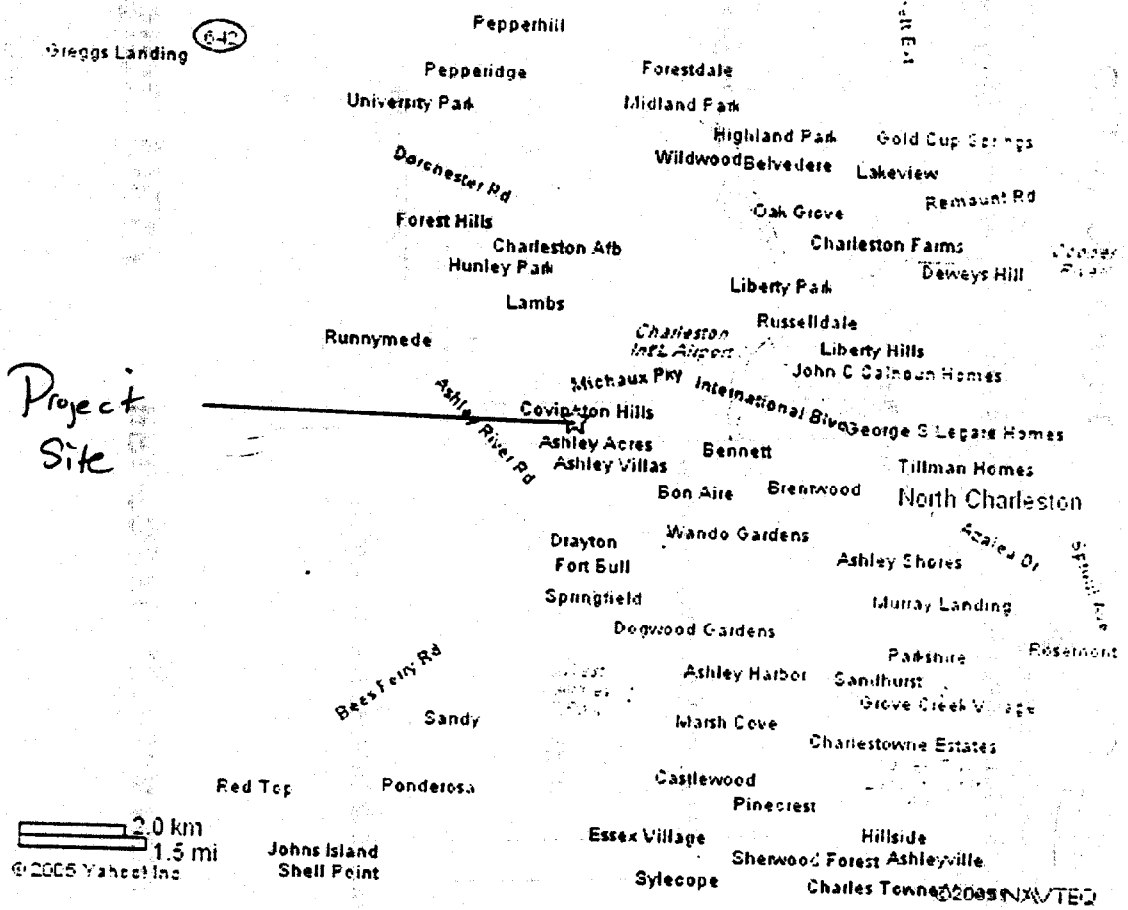 Pepperhill
Greggs Landing
642
Pepperidge
Forestdale
University Park
Midland Park
Highland Park
Gold Cup Springs
Dorchester Rd
Wildwood
Belvedere
Lakeview
Remount Rd
Oak Grove
Forest Hills
Charleston Afb
Charleston Farms
Cooper River
Hunley Park
Deweys Hill
Liberty Park
Lambs
Russelldale
Runnymede
Charleston
Intl. Airport
Liberty Hills
John C Calhoun Homes
Michaux Pky
International Blvd
Project
Site
Ashley River Rd
Covington Hills
George S Legare Homes
Ashley Acres
Bennett
Ashley Villas
Tillman Homes
Bon Aire
Brentwood
North Charleston
Drayton
Wando Gardens
Azalea Dr
Fort Bull
Ashley Shores
Springfield
Murray Landing
Dogwood Gardens
Rosemont
Parkshire
Bees Ferry Rd
Ashley Harbor
Sandhurst
Grove Creek Village
Sandy
Marsh Cove
Charlestowne Estates
Red Top
Ponderosa
Castlewood
Pinecrest
2.0 km
1.5 mi
Essex Village
Hillside
Johns Island
Sherwood Forest
Ashleyville
©2005 Yahoo! Inc
Shell Point
Sylecope
Charles Towne
©2005 NAVTEQ